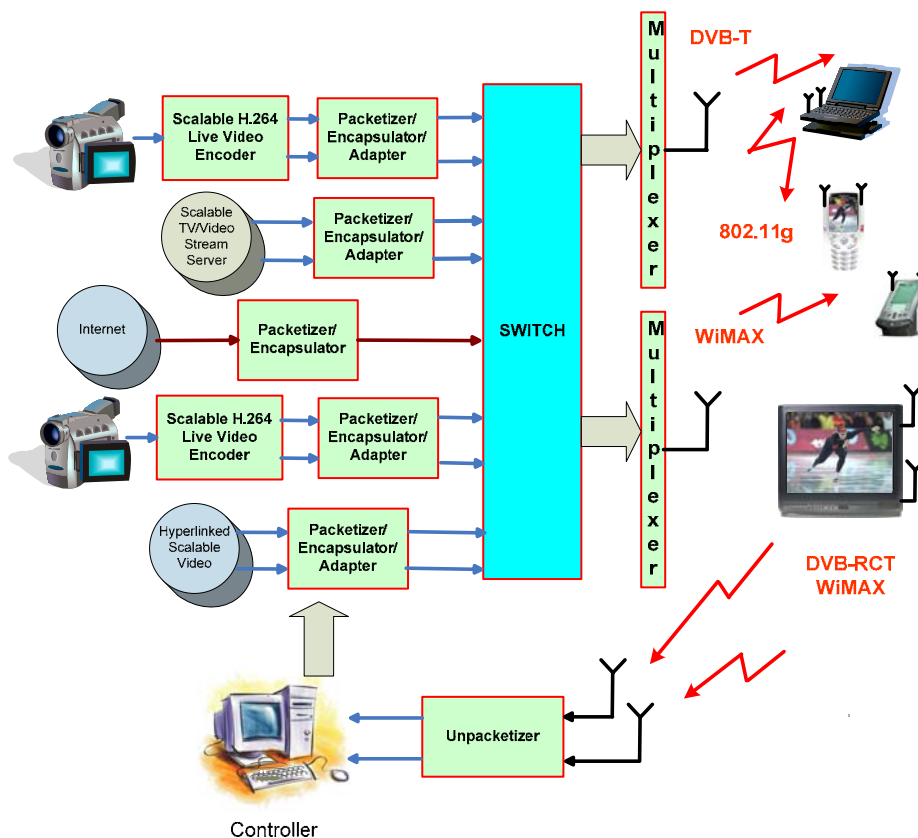 DVB-T
Multiplexer
Scalable H.264
Live Video
Encoder
Packetizer/
Encapsulator/
Adapter
Scalable
TV/Video
Stream
Server
Packetizer/
Encapsulator/
Adapter
802.11g
Internet
Packetizer/
Encapsulator
SWITCH
WiMAX
Multiplexer
Scalable H.264
Live Video
Encoder
Packetizer/
Encapsulator/
Adapter
Hyperlinked
Scalable
Video
Packetizer/
Encapsulator/
Adapter
DVB-RCT
WiMAX
Unpacketizer
Controller